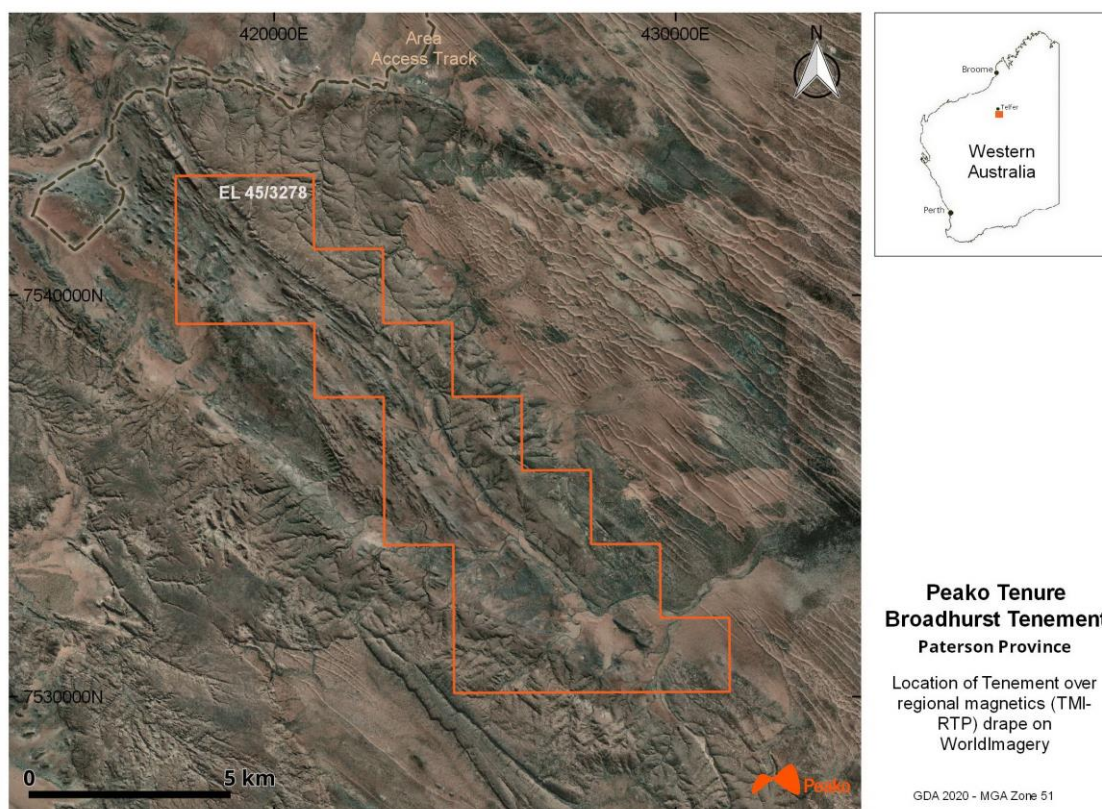 420000E
430000E
Area
Access Track
N
EL 45/3278
7540000N
7530000N
0
5 km
Peako
Broome
Telfer
Western
Australia
Perth
Peako Tenure
Broadhurst Tenement
Paterson Province
Location of Tenement over
regional magnetics (TMI-
RTP) drape on
WorldImagery
GDA 2020 - MGA Zone 51